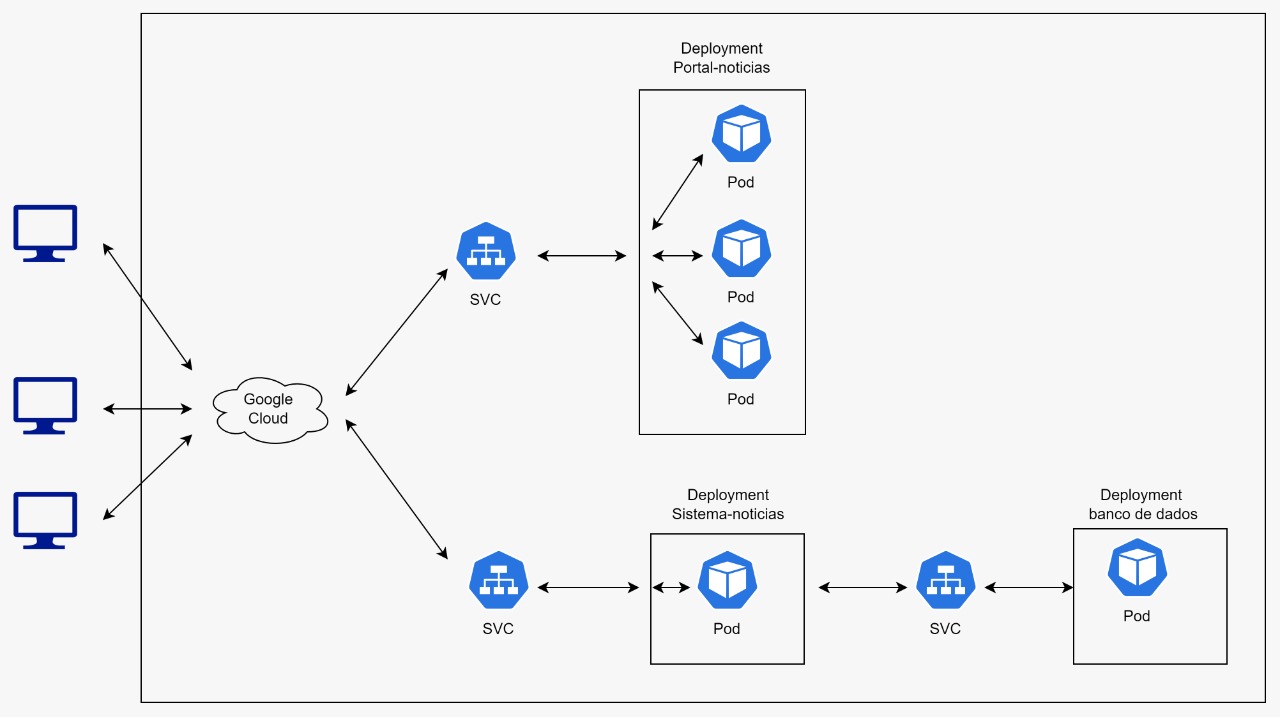 Deployment
Portal-noticias
Pod
Pod
Pod
SVC
Google
Cloud
Deployment
Sistema-noticias
Pod
SVC
SVC
Deployment
banco de dados
Pod